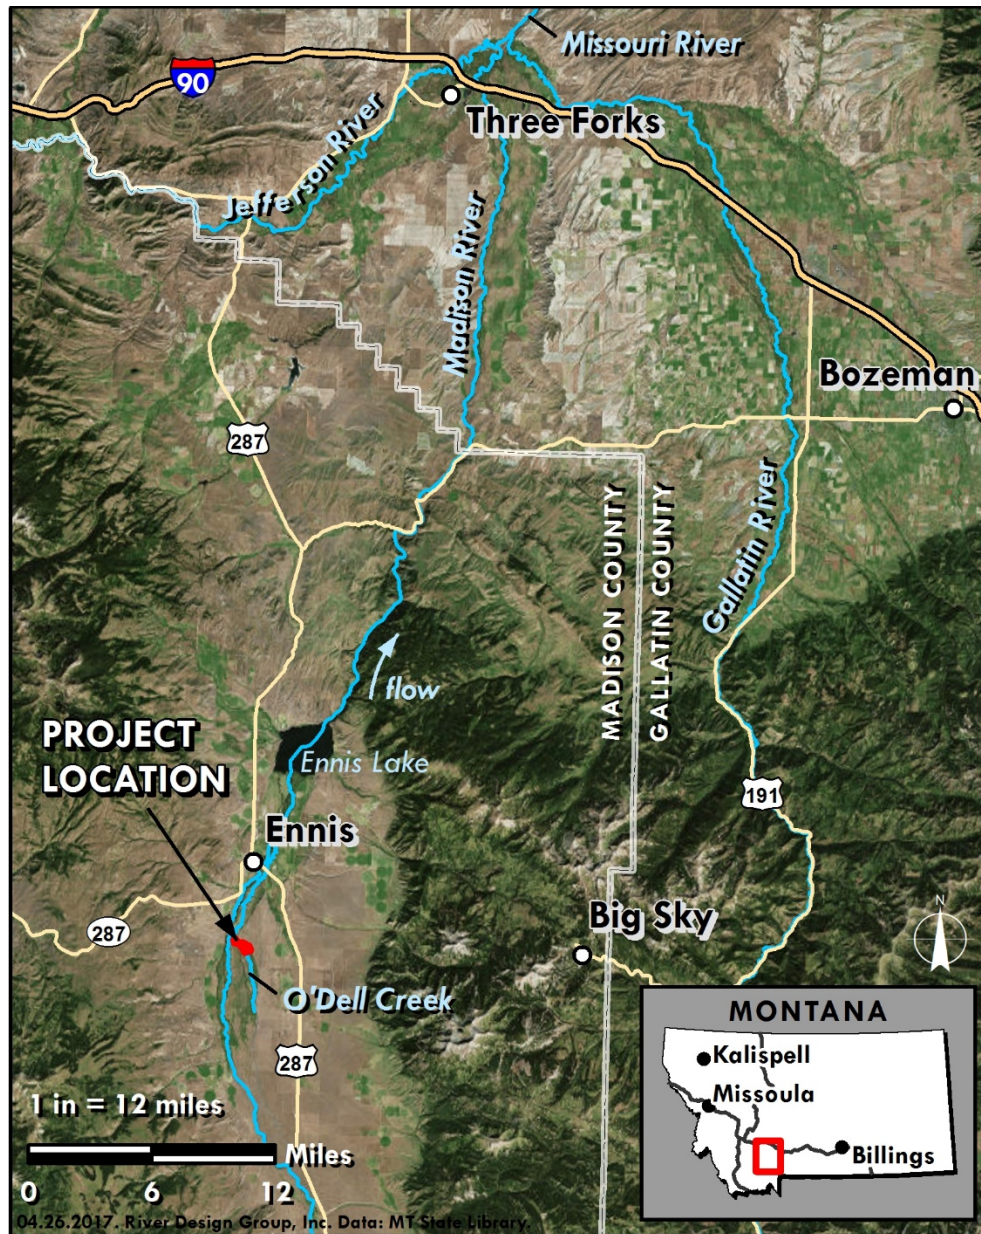 Missouri River
90
Three Forks
Jefferson River
Madison River
Bozeman
287
Gallatin River
MADISON COUNTY
GALLATIN COUNTY
flow
PROJECT
LOCATION
Ennis Lake
191
Ennis
287
Big Sky
N
O'Dell Creek
287
MONTANA
Kalispell
Missoula
Billings
1 in = 12 miles
Miles
0 6 12
04.26.2017. River Design Group, Inc. Data: MT State Library.